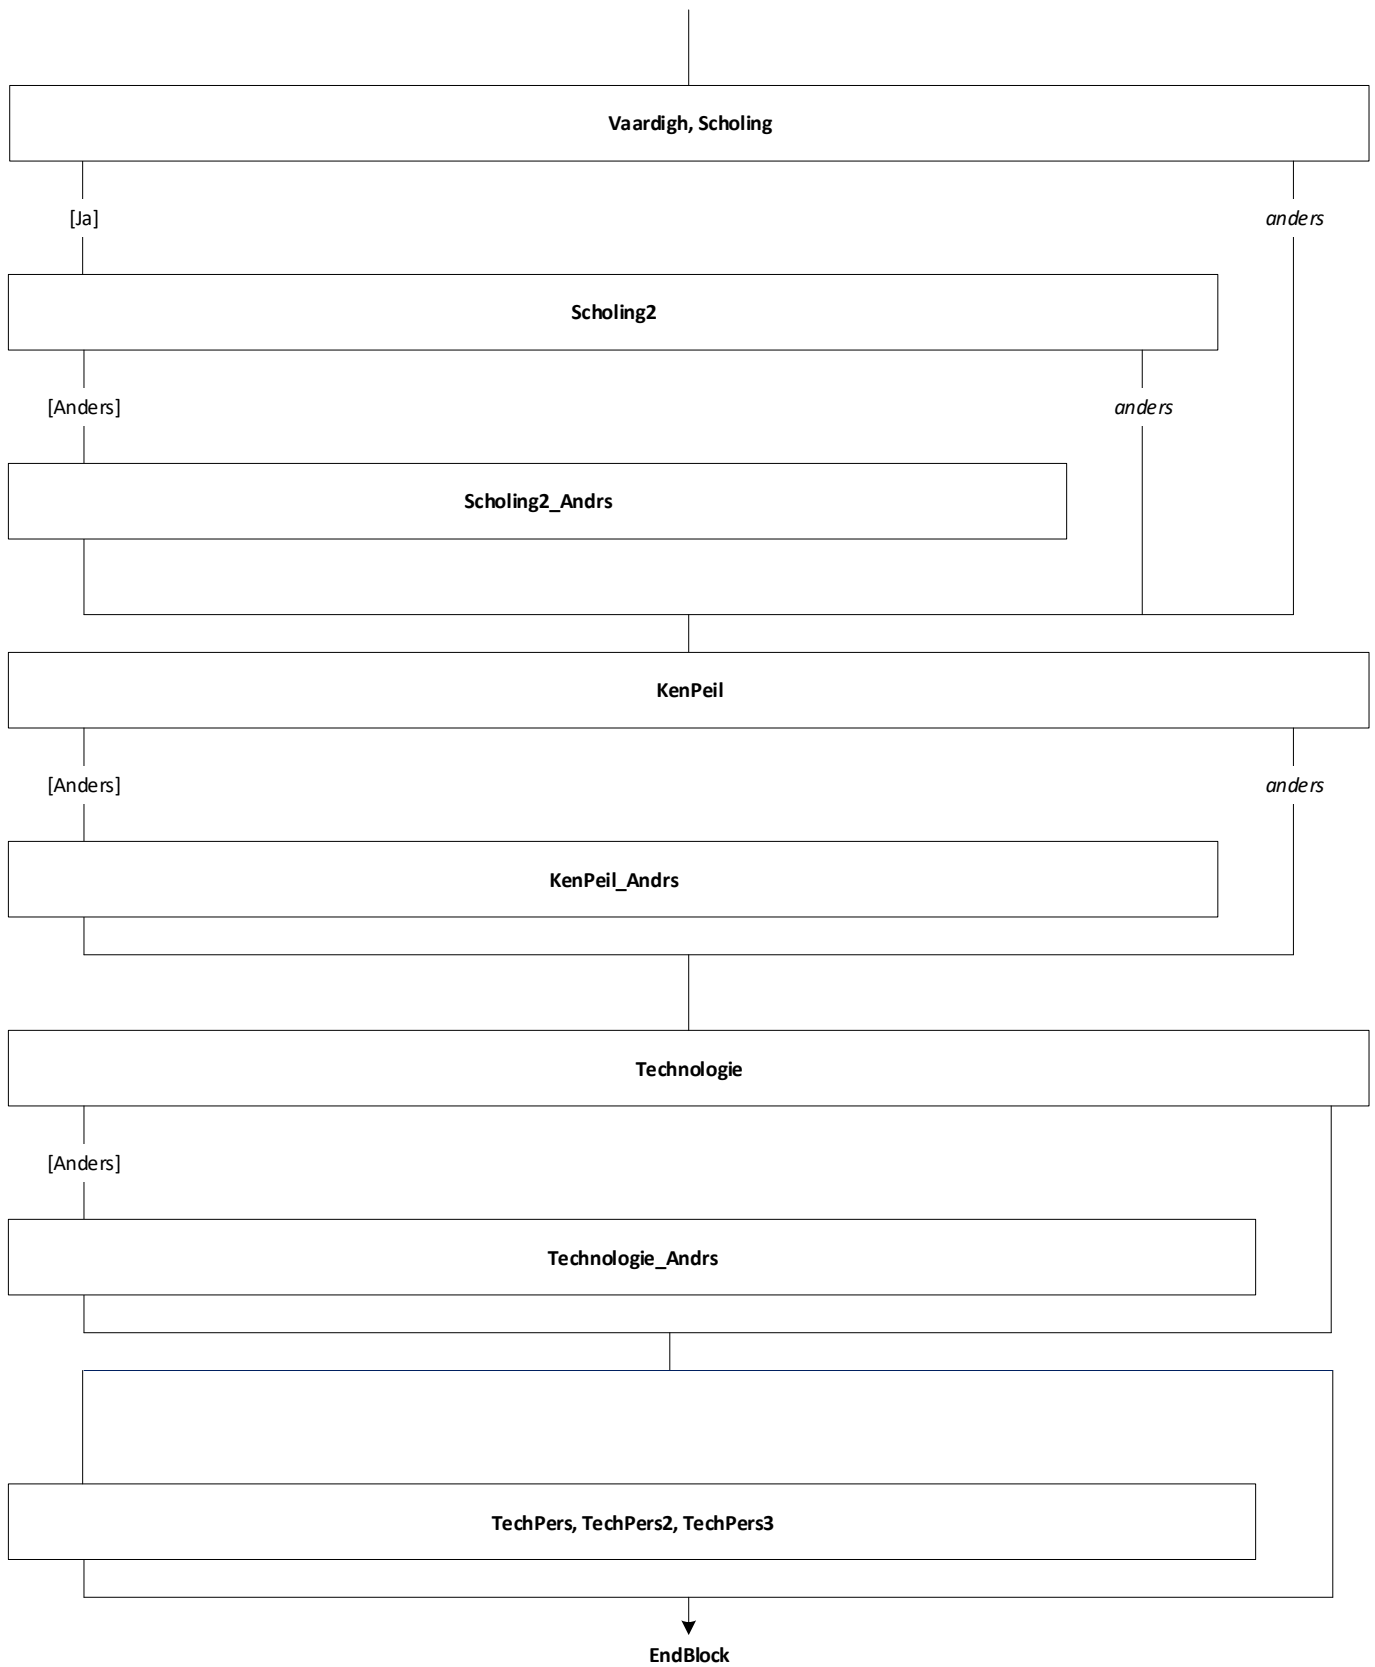 Vaardigh, Scholing
[Ja]
anders
Scholing2
[Anders]
anders
Scholing2_Andrs
KenPeil
[Anders]
anders
KenPeil_Andrs
Technologie
[Anders]
Technologie_Andrs
TechPers, TechPers2, TechPers3
EndBlock